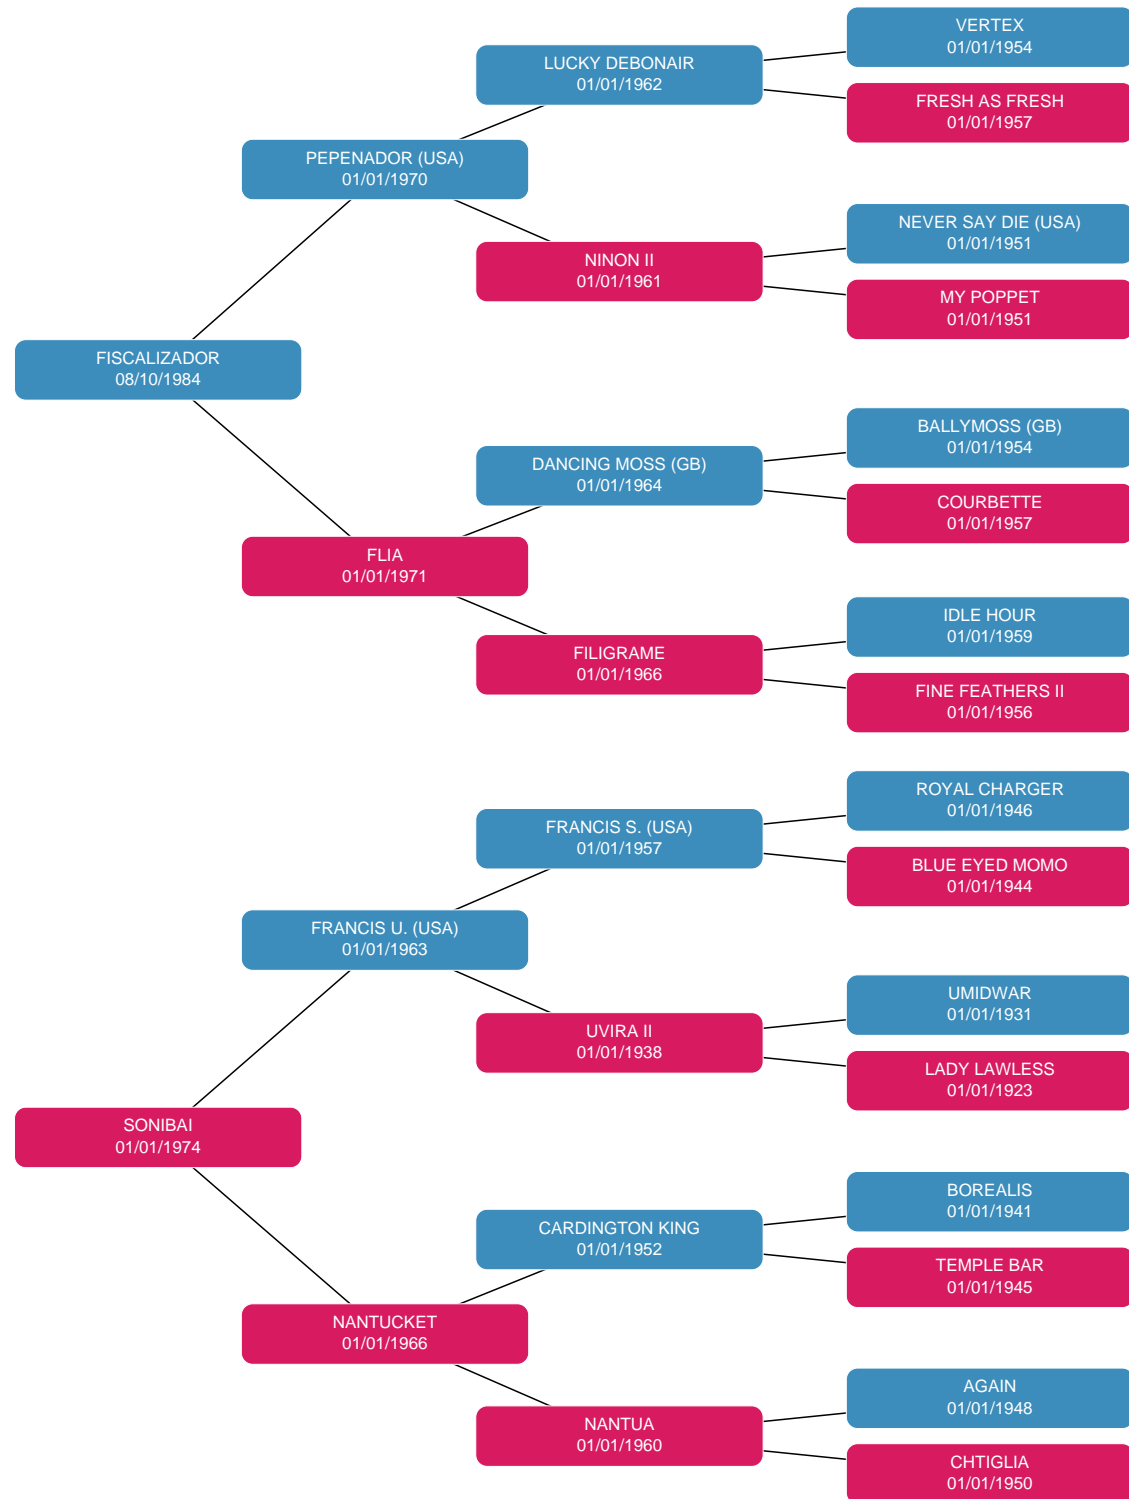 VERTEX
01/01/1954
LUCKY DEBONAIR
01/01/1962
FRESH AS FRESH
01/01/1957
PEPENADOR (USA)
01/01/1970
NEVER SAY DIE (USA)
01/01/1951
NINON II
01/01/1961
MY POPPET
01/01/1951
FISCALIZADOR
08/10/1984
BALLYMOSS (GB)
01/01/1954
DANCING MOSS (GB)
01/01/1964
COURBETTE
01/01/1957
FLIA
01/01/1971
IDLE HOUR
01/01/1959
FILIGRAME
01/01/1966
FINE FEATHERS II
01/01/1956
ROYAL CHARGER
01/01/1946
FRANCIS S. (USA)
01/01/1957
BLUE EYED MOMO
01/01/1944
FRANCIS U. (USA)
01/01/1963
UMIDWAR
01/01/1931
UVIRA II
01/01/1938
LADY LAWLESS
01/01/1923
SONIBAI
01/01/1974
BOREALIS
01/01/1941
CARDINGTON KING
01/01/1952
TEMPLE BAR
01/01/1945
NANTUCKET
01/01/1966
AGAIN
01/01/1948
NANTUA
01/01/1960
CHTIGLIA
01/01/1950